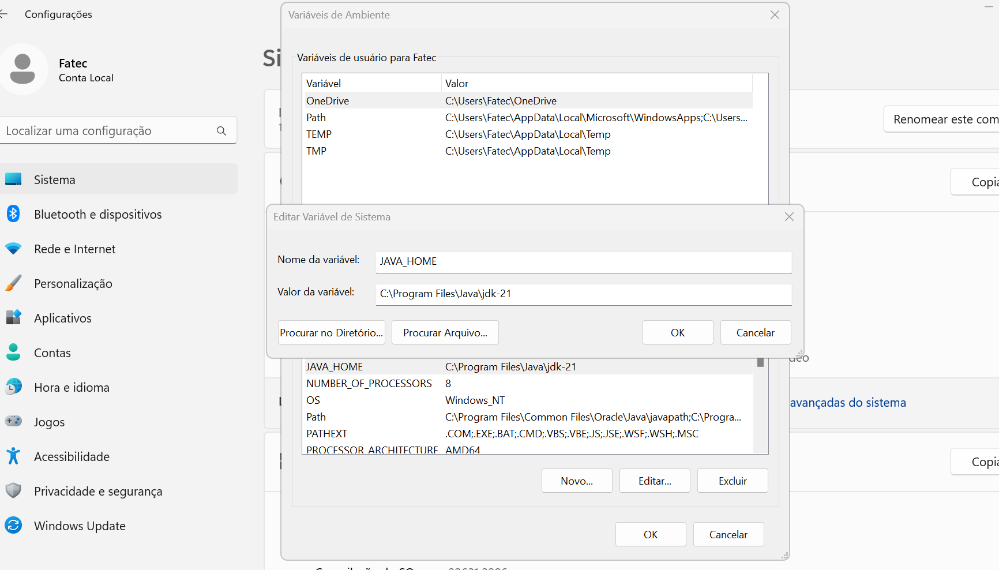 Configurações
Fatec
Conta Local
Localizar uma configuração
Sistema
Bluetooth e dispositivos
Rede e Internet
Personalização
Aplicativos
Contas
Hora e idioma
Jogos
Acessibilidade
Privacidade e segurança
Windows Update
Si
Variáveis de Ambiente
Variáveis de usuário para Fatec
Variável Valor
OneDrive C:\Users\Fatec\OneDrive
Path C:\Users\Fatec\AppData\Local\Microsoft\WindowsApps;C:\Users...
TEMP C:\Users\Fatec\AppData\Local\Temp
TMP C:\Users\Fatec\AppData\Local\Temp
Editar Variável de Sistema
Nome da variável: JAVA_HOME
Valor da variável: C:\Program Files\Java\jdk-21
Procurar no Diretório... Procurar Arquivo... OK Cancelar
JAVA_HOME C:\Program Files\Java\jdk-21
NUMBER_OF_PROCESSORS 8
OS Windows_NT
Path C:\Program Files\Common Files\Oracle\Java\javapath;C:\Progra...
PATHEXT .COM;.EXE;.BAT;.CMD;.VBS;.VBE;.JS;.JSE;.WSF;.WSH;.MSC
PROCESSOR_ARCHITECTURE AMD64
Novo... Editar... Excluir
OK Cancelar
Renomear este com
Copia
avançadas do sistema
Copia